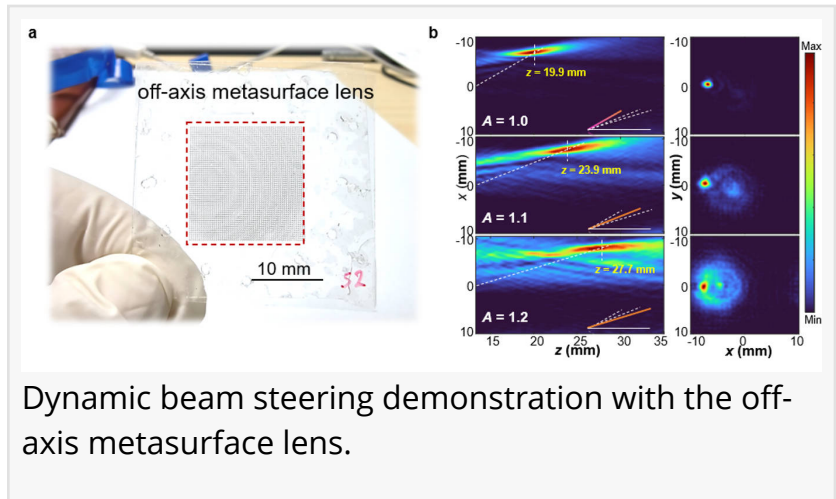 a
off-axis metasurface lens
10 mm
52
b
-10
0
10
z = 19.9 mm
A = 1.0
-10
0
10
z = 23.9 mm
A = 1.1
x (mm)
-10
0
10
z = 27.7 mm
A = 1.2
15 20 25 30 35
z (mm)
-10
0
10
-10
y (mm)
0
10
-10
0
10
-10 0 10
x (mm)
Max
Min
Dynamic beam steering demonstration with the off-
axis metasurface lens.